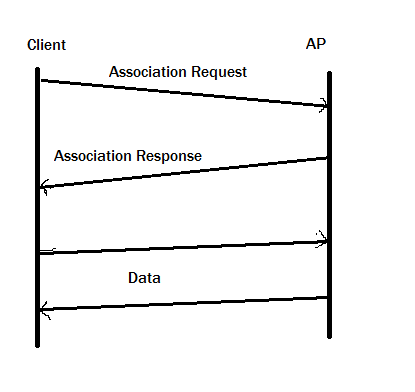 Client
AP
Association Request
Association Response
Data